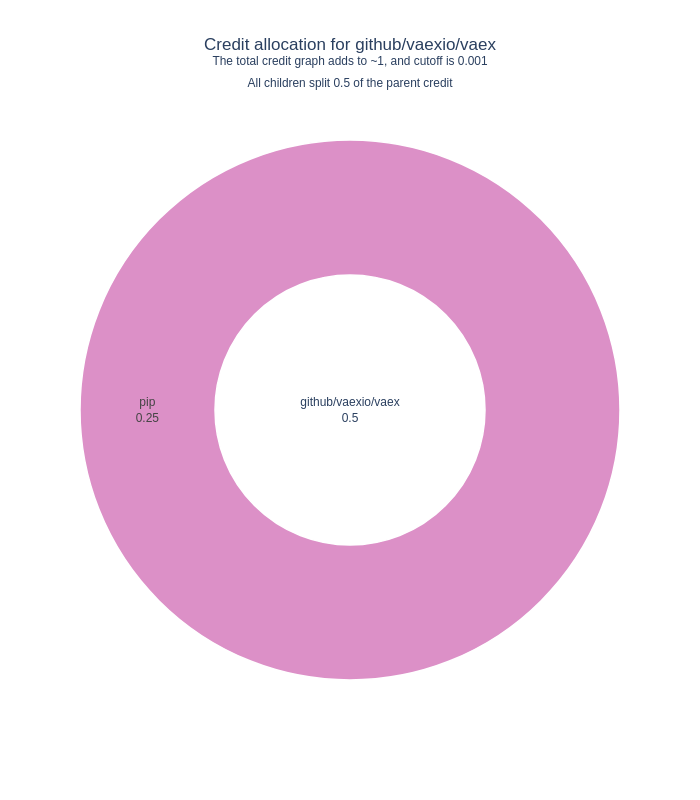 Credit allocation for github/vaexio/vaex
The total credit graph adds to ~1, and cutoff is 0.001
All children split 0.5 of the parent credit
pip
0.25
github/vaexio/vaex
0.5